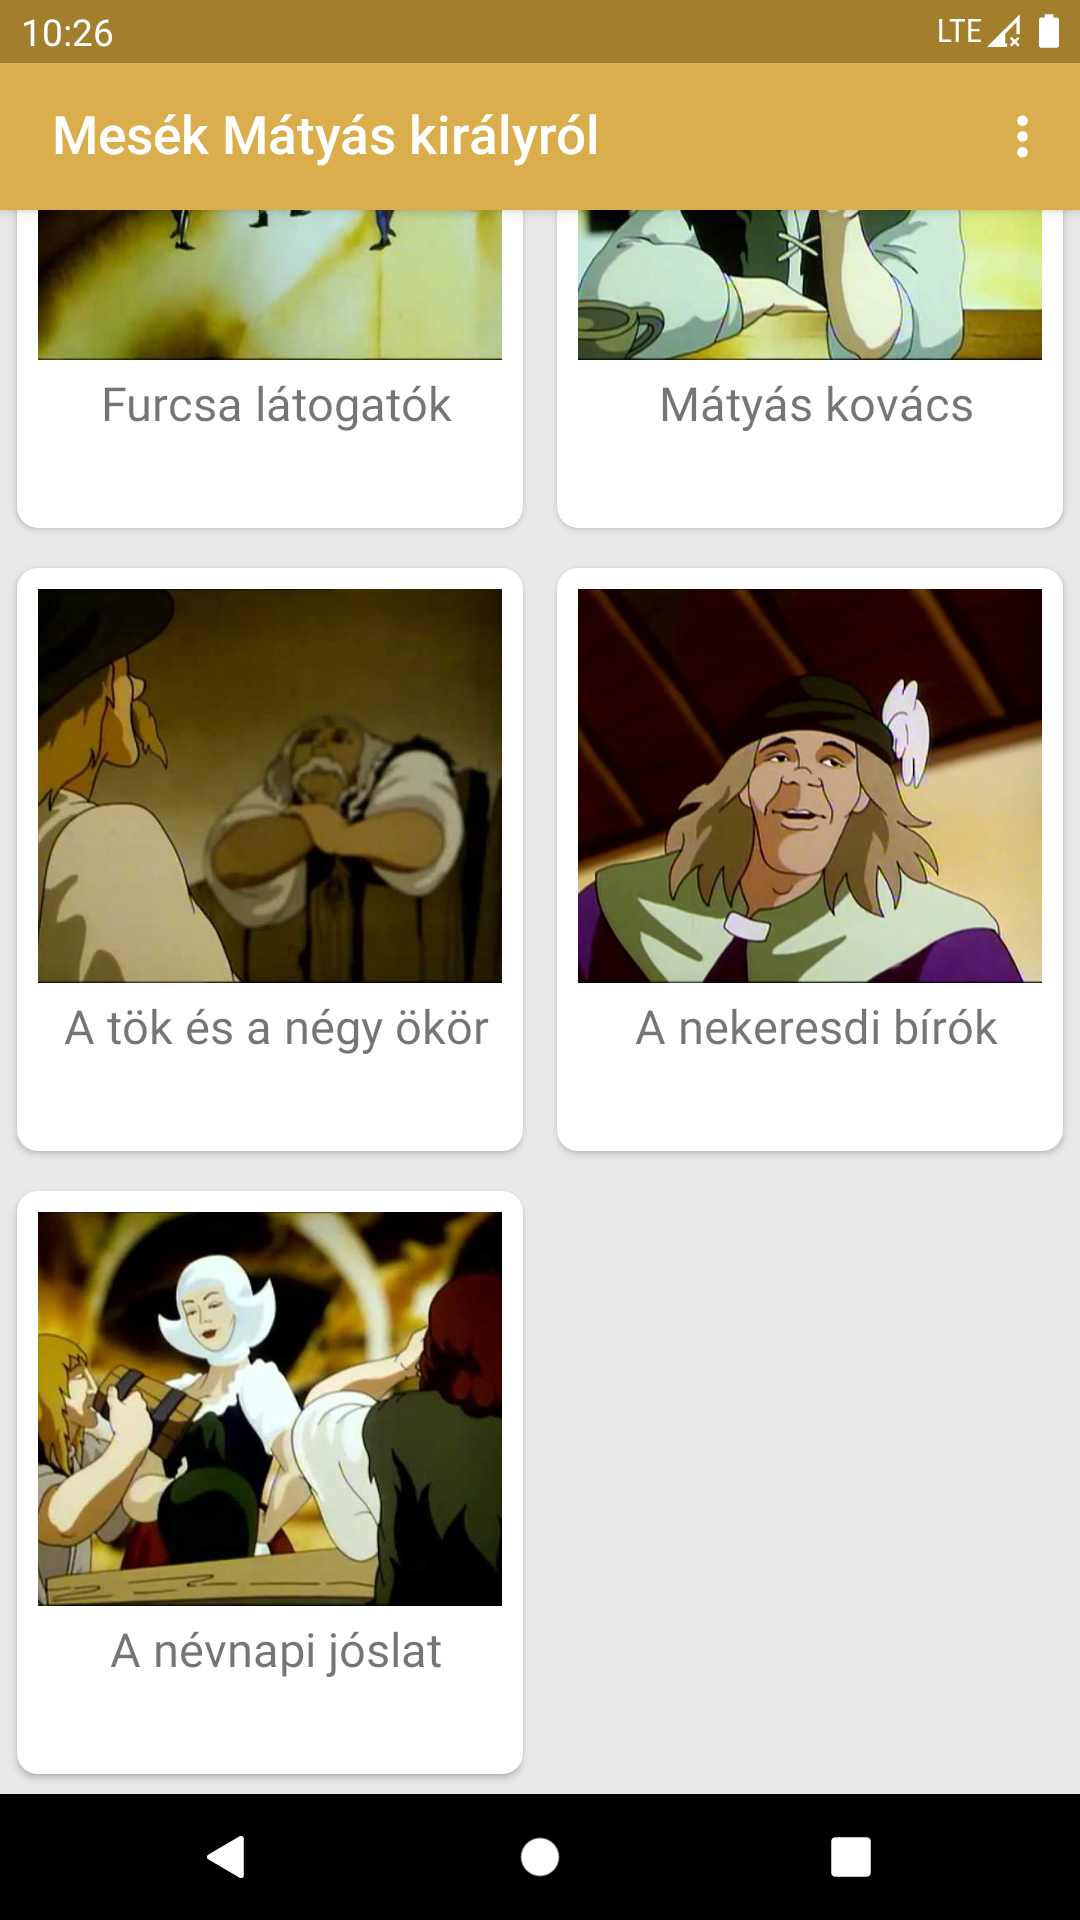 10:26 LTE
Mesék Mátyás királyról
Furcsa látogatók
Mátyás kovács
A tök és a négy ökör
A nekeresdi bírók
A névnapi jóslat